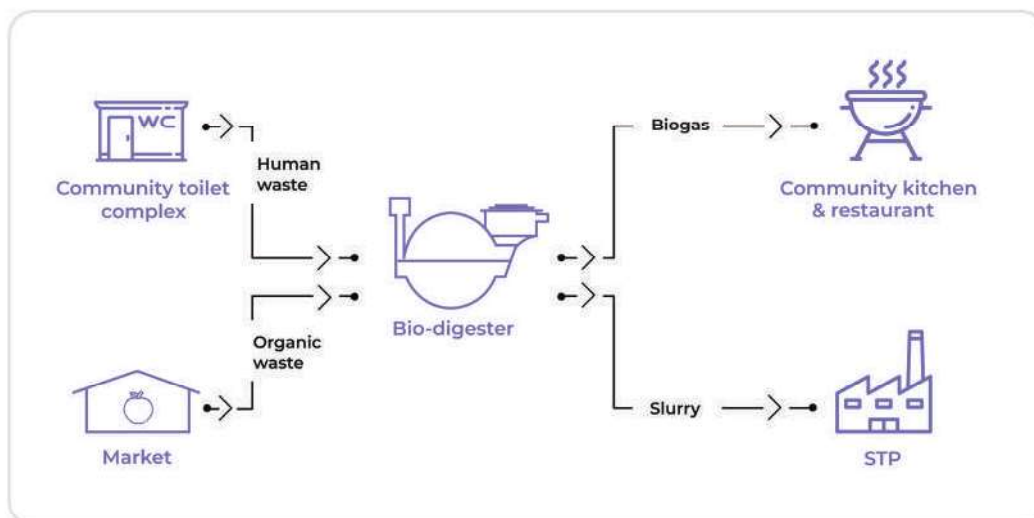 WC
Community toilet
complex
Human
waste
Biogas
Community kitchen
& restaurant
Bio-digester
Organic
waste
Market
Slurry
STP